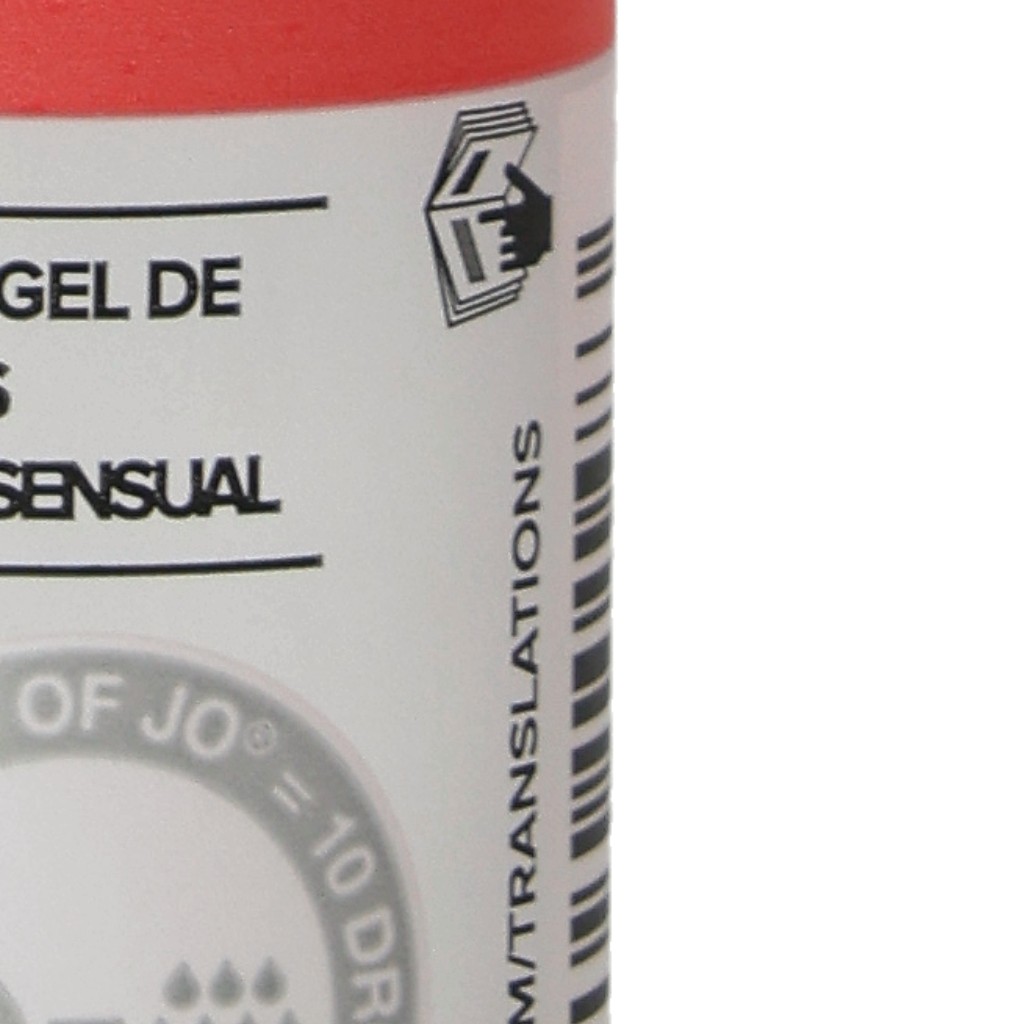 GEL DE
S
SENSUAL
OF JO® = 10 DR
M/TRANSLATIONS